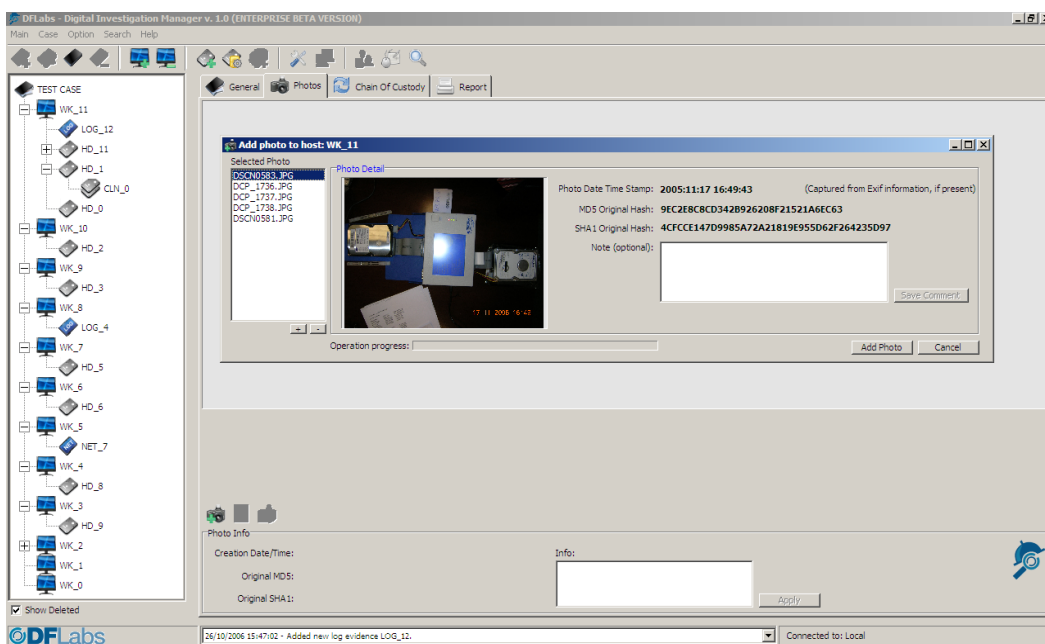 DFLabs - Digital Investigation Manager v. 1.0 (ENTERPRISE BETA VERSION)
Main Case Option Search Help
General Photos Chain Of Custody Report
TEST CASE
WK_11
LOG_12
HD_11
HD_1
CLN_0
HD_0
WK_10
HD_2
WK_9
HD_3
WK_8
LOG_4
WK_7
HD_5
WK_6
HD_6
WK_5
NET_7
WK_4
HD_8
WK_3
HD_9
WK_2
WK_1
WK_0
Show Deleted
DFLabs
Add photo to host: WK_11
Selected Photo
DSCN0583.JPG
DCP_1736.JPG
DCP_1737.JPG
DCP_1738.JPG
DSCN0581.JPG
+ -
Photo Detail
Photo Date Time Stamp: 2005:11:17 16:49:43 (Captured from Exif information, if present)
MD5 Original Hash: 9EC2E8C8CD342B926208F21521A6EC63
SHA1 Original Hash: 4CFCCE147D9985A72A21819E955D62F264235D97
Note (optional):
Save Comment
Operation progress:
Add Photo Cancel
Photo Info
Creation Date/Time: Info:
Original MD5:
Original SHA1:
Apply
26/10/2006 15:47:02 - Added new log evidence LOG_12.
Connected to: Local